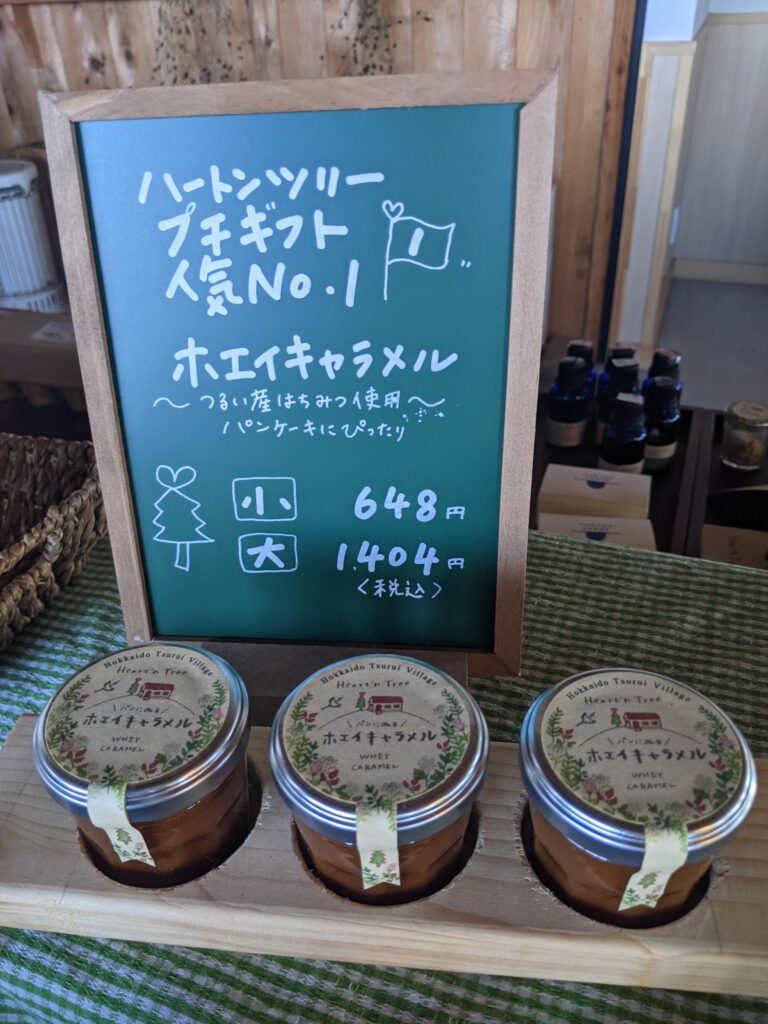 ハートンツリー
プチギフト
人気No.1
1
ホエイキャラメル
〜つるい産はちみつ使用〜
パンケーキにぴったり
小 648円
大 1,404円
〈税込〉
Hokkaido Tsurui Village
Heart'n Tree
\ パンにぬる /
ホエイキャラメル
WHEY
CARAMEL
Hokkaido Tsurui Village
Heart'n Tree
\ パンにぬる /
ホエイキャラメル
WHEY
CARAMEL
Hokkaido Tsurui Village
Heart'n Tree
\ パンにぬる /
ホエイキャラメル
WHEY
CARAMEL